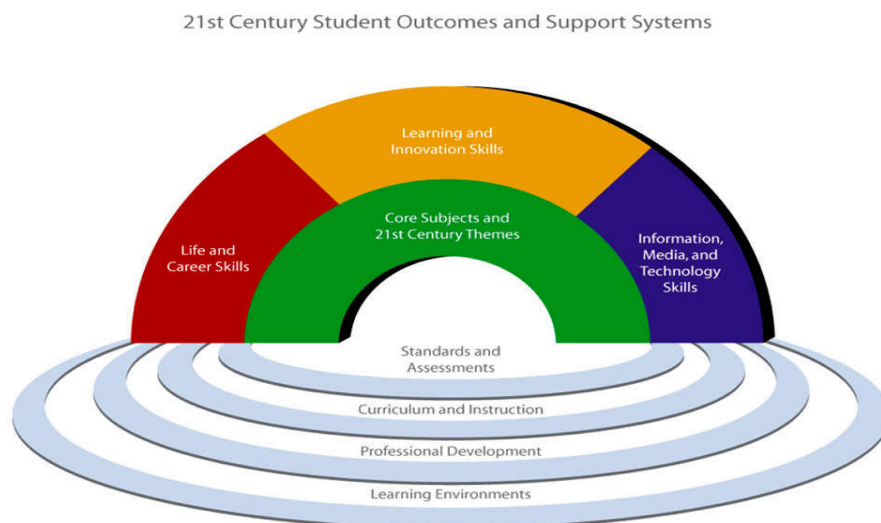 21st Century Student Outcomes and Support Systems
Learning and
Innovation Skills
Core Subjects and
21st Century Themes
Life and
Career Skills
Information,
Media, and
Technology
Skills
Standards and
Assessments
Curriculum and Instruction
Professional Development
Learning Environments